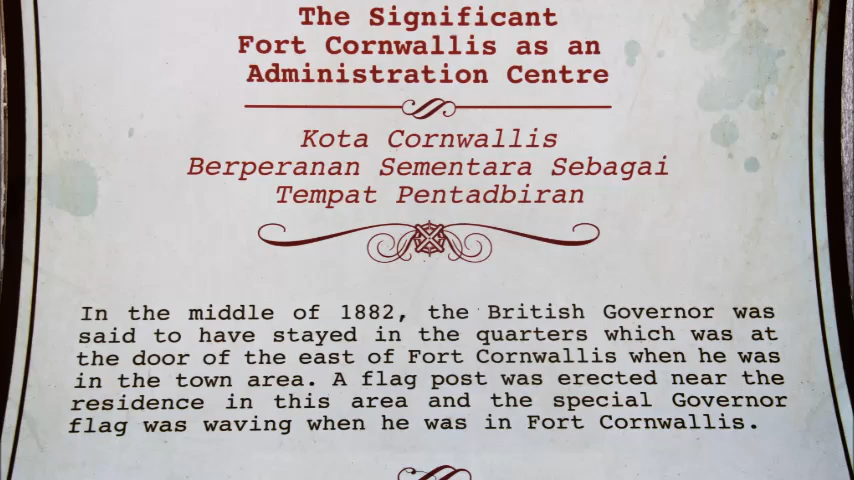 The Significant
Fort Cornwallis as an
Administration Centre
Kota Cornwallis
Berperanan Sementara Sebagai
Tempat Pentadbiran
In the middle of 1882, the British Governor was
said to have stayed in the quarters which was at
the door of the east of Fort Cornwallis when he was
in the town area. A flag post was erected near the
residence in this area and the special Governor
flag was waving when he was in Fort Cornwallis.